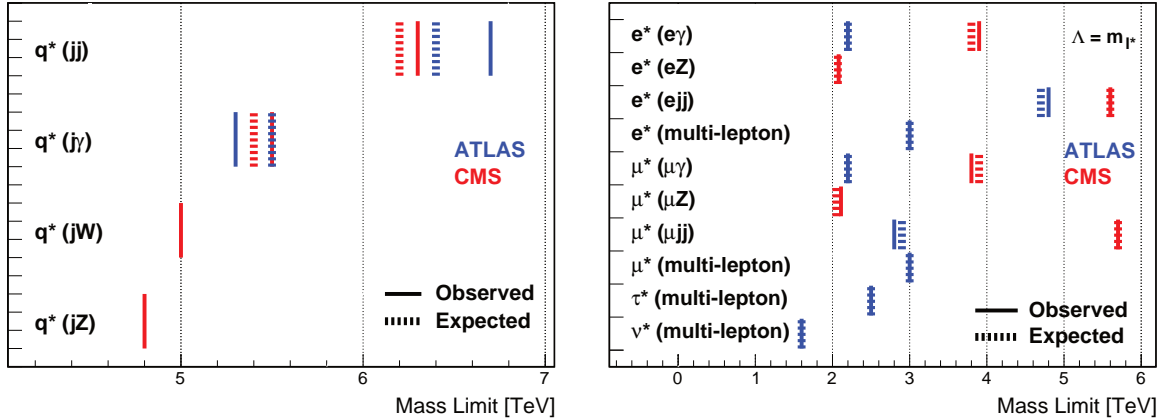 q* (jj)
q* (jγ)
q* (jW)
q* (jZ)
ATLAS
CMS
Observed
Expected
5 6 7
Mass Limit [TeV]
e* (eγ)
e* (eZ)
e* (ejj)
e* (multi-lepton)
μ* (μγ)
μ* (μZ)
μ* (μjj)
μ* (multi-lepton)
τ* (multi-lepton)
ν* (multi-lepton)
Λ = m_l*
ATLAS
CMS
Observed
Expected
0 1 2 3 4 5 6
Mass Limit [TeV]